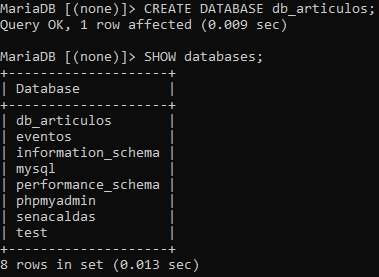 MariaDB [(none)]> CREATE DATABASE db_articulos;
Query OK, 1 row affected (0.009 sec)
MariaDB [(none)]> SHOW databases;
+--------------------+
| Database           |
+--------------------+
| db_articulos       |
| eventos            |
| information_schema |
| mysql              |
| performance_schema |
| phpmyadmin         |
| senacaldas         |
| test               |
+--------------------+
8 rows in set (0.013 sec)